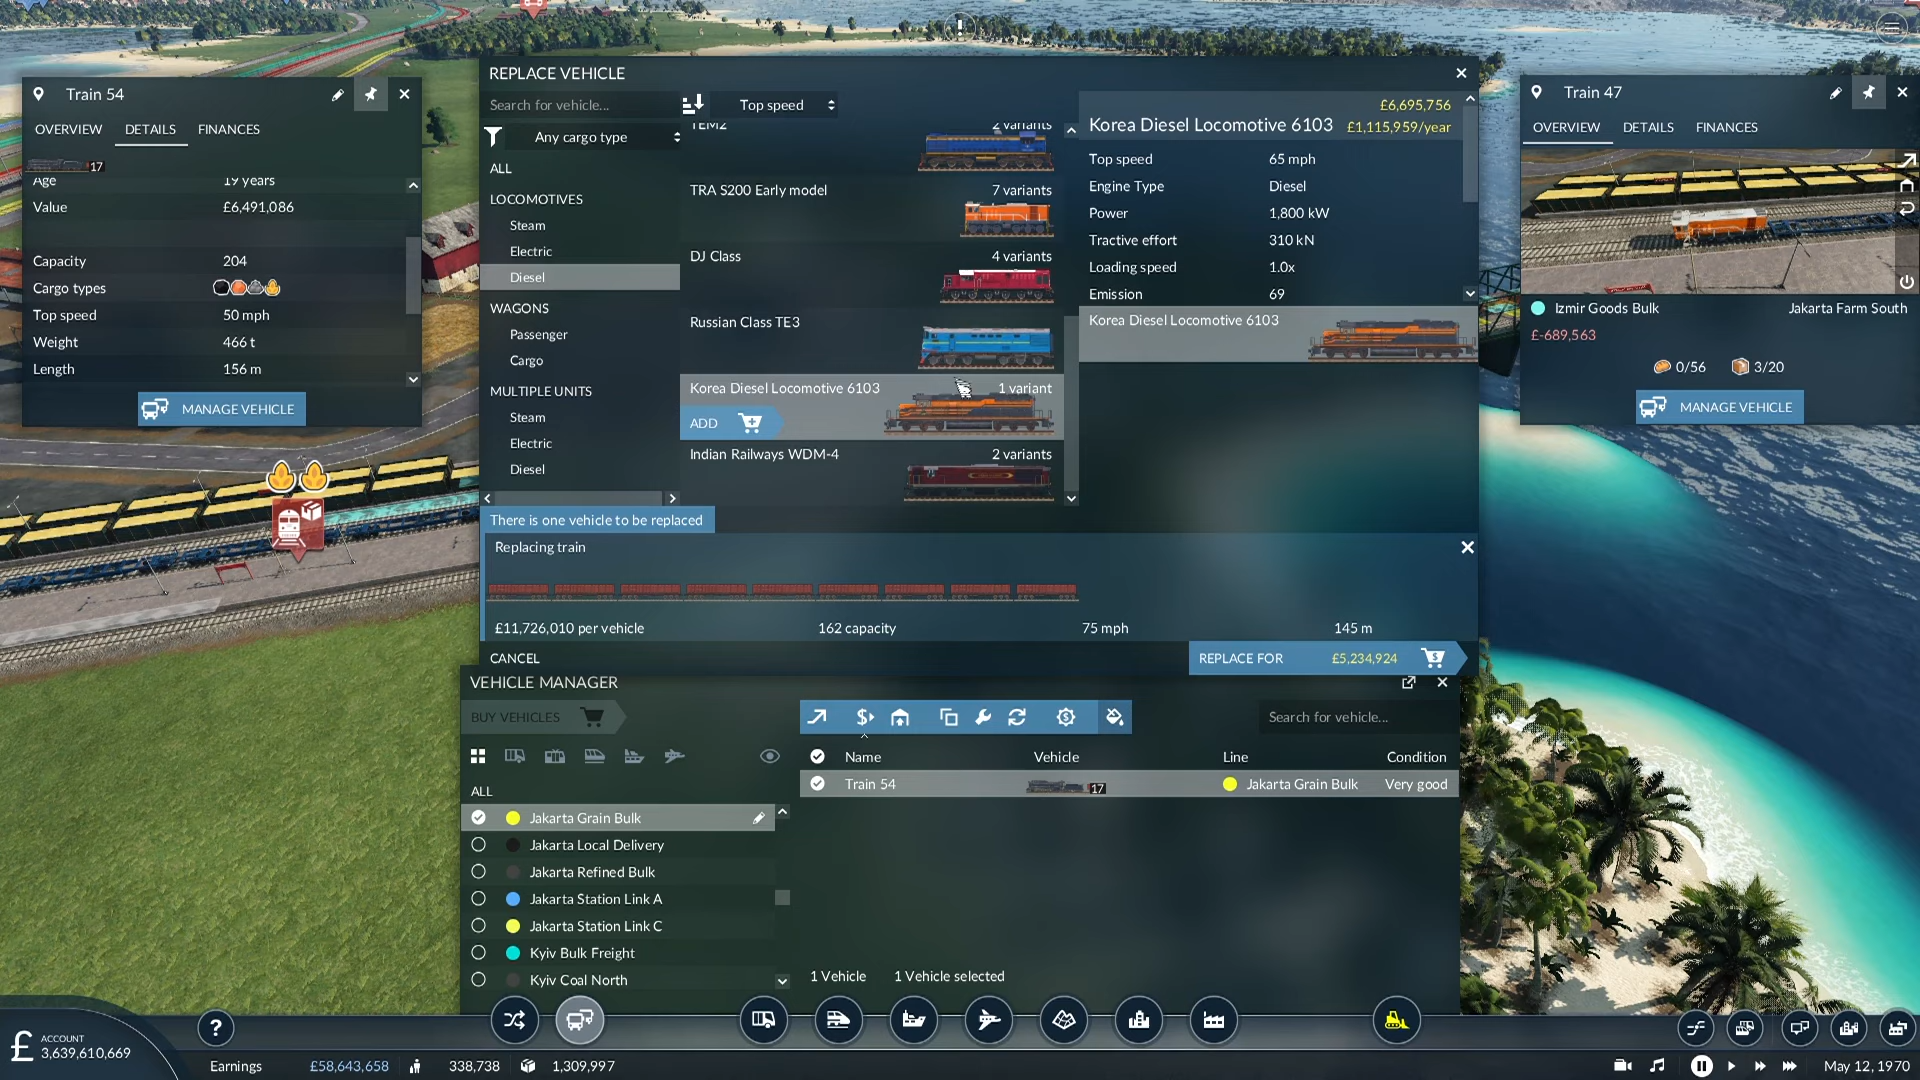 Train 54
OVERVIEW DETAILS FINANCES
17
Age 19 years
Value £6,491,086
Capacity 204
Cargo types
Top speed 50 mph
Weight 466 t
Length 156 m
MANAGE VEHICLE
REPLACE VEHICLE
Search for vehicle...
Top speed
Any cargo type
ALL
LOCOMOTIVES
Steam
Electric
Diesel
WAGONS
Passenger
Cargo
MULTIPLE UNITS
Steam
Electric
Diesel
TEM2 2 variants
TRA S200 Early model 7 variants
DJ Class 4 variants
Russian Class TE3
Korea Diesel Locomotive 6103 1 variant
ADD
Indian Railways WDM-4 2 variants
£6,695,756
Korea Diesel Locomotive 6103 £1,115,959/year
Top speed 65 mph
Engine Type Diesel
Power 1,800 kW
Tractive effort 310 kN
Loading speed 1.0x
Emission 69
Korea Diesel Locomotive 6103
There is one vehicle to be replaced
Replacing train
£11,726,010 per vehicle 162 capacity 75 mph 145 m
CANCEL
REPLACE FOR £5,234,924
Train 47
OVERVIEW DETAILS FINANCES
Izmir Goods Bulk Jakarta Farm South
£-689,563
0/56 3/20
MANAGE VEHICLE
VEHICLE MANAGER
BUY VEHICLES
Search for vehicle...
ALL
Jakarta Grain Bulk
Jakarta Local Delivery
Jakarta Refined Bulk
Jakarta Station Link A
Jakarta Station Link C
Kyiv Bulk Freight
Kyiv Coal North
Name Vehicle Line Condition
Train 54 17 Jakarta Grain Bulk Very good
1 Vehicle 1 Vehicle selected
£ ACCOUNT
3,639,610,669
?
Earnings £58,643,658 338,738 1,309,997
May 12, 1970